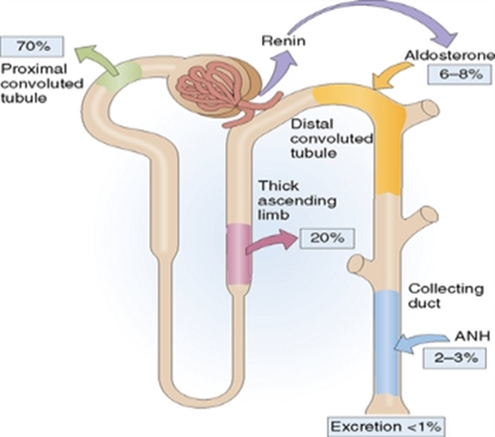 70%
Proximal
convoluted
tubule
Renin
Aldosterone
6–8%
Distal
convoluted
tubule
Thick
ascending
limb
20%
Collecting
duct
ANH
2–3%
Excretion <1%